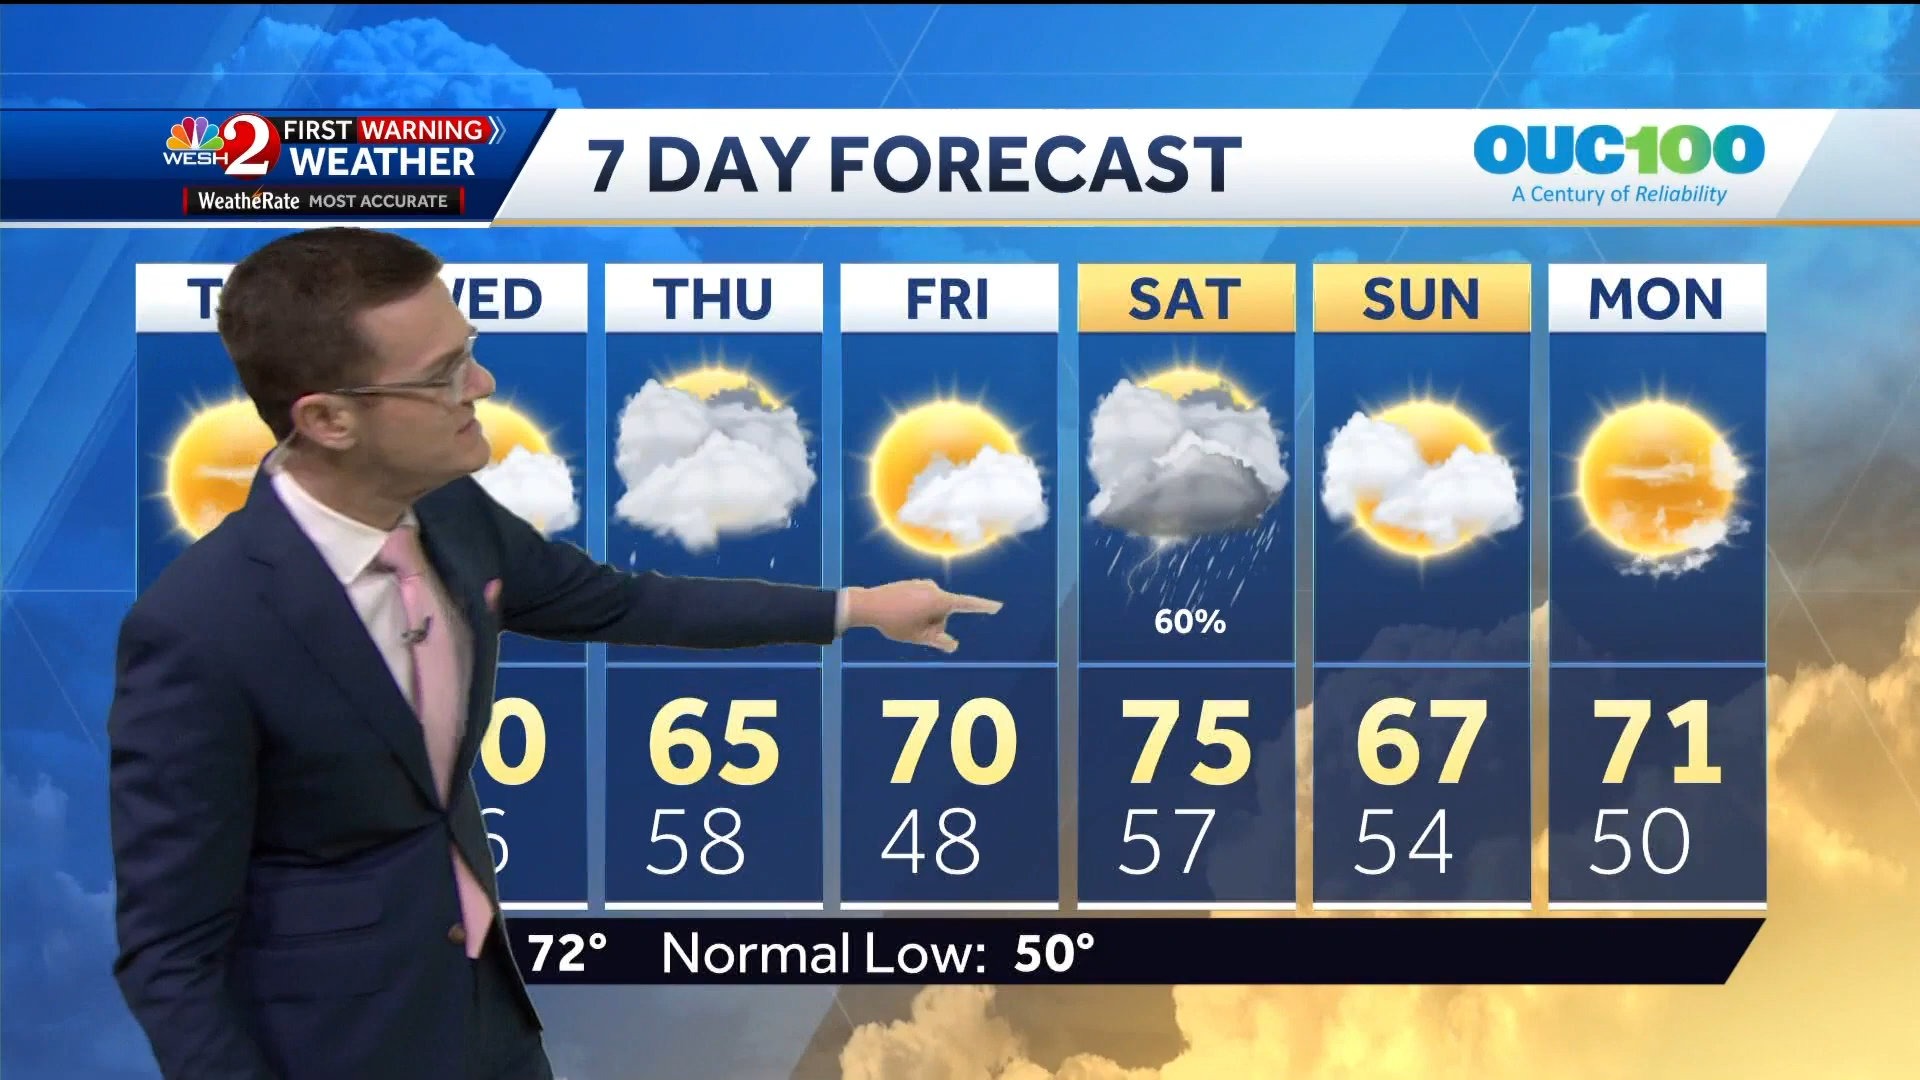 WESH 2 FIRST WARNING
WEATHER
WeatheRate MOST ACCURATE
7 DAY FORECAST
OUC100
A Century of Reliability
THU FRI SAT SUN MON
60%
65 70 75 67 71
58 48 57 54 50
72° Normal Low: 50°